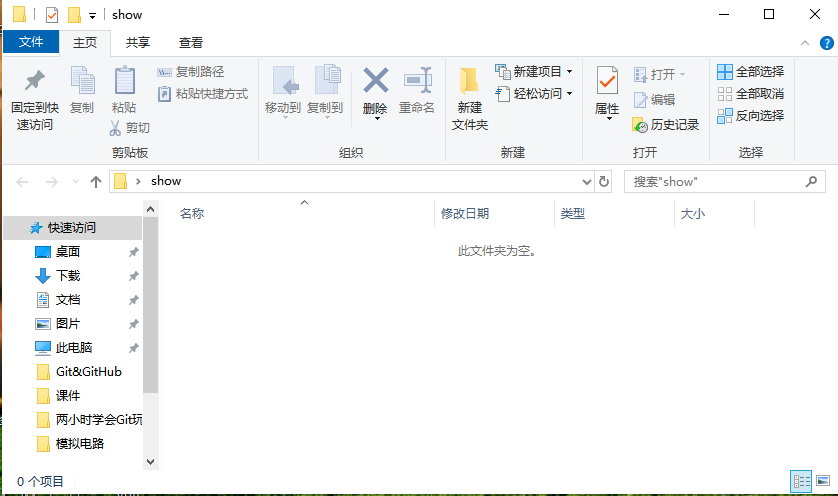 show
文件 主页 共享 查看
固定到快速访问
复制
粘贴
复制路径
粘贴快捷方式
剪切
剪贴板
移动到 复制到
删除 重命名
组织
新建文件夹
新建项目
轻松访问
新建
属性
打开
编辑
历史记录
打开
全部选择
全部取消
反向选择
选择
show
搜索"show"
名称 修改日期 类型 大小
此文件夹为空。
快速访问
桌面
下载
文档
图片
此电脑
Git&GitHub
课件
两小时学会Git玩
模拟电路
0 个项目